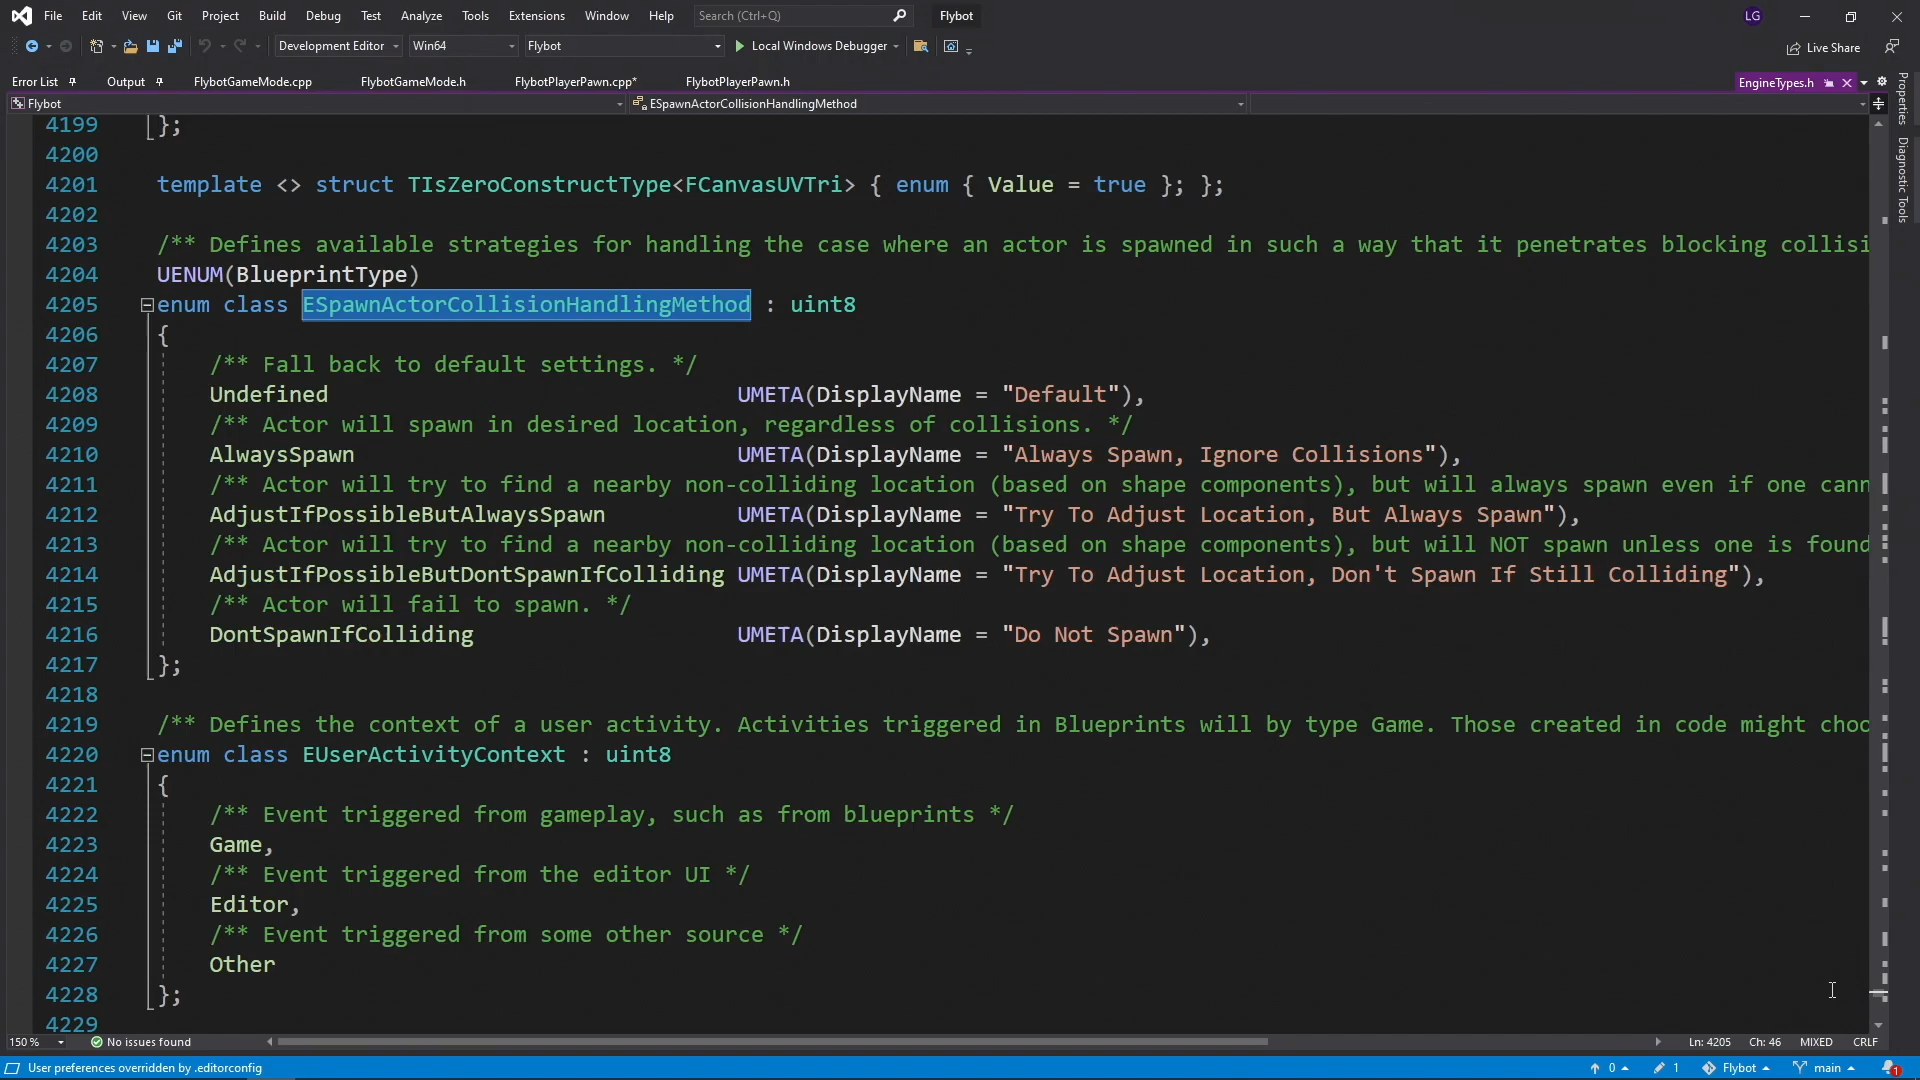 File Edit View Git Project Build Debug Test Analyze Tools Extensions Window Help Search (Ctrl+Q) Flybot LG
Development Editor Win64 Flybot Local Windows Debugger Live Share
Error List Output FlybotGameMode.cpp FlybotGameMode.h FlybotPlayerPawn.cpp* FlybotPlayerPawn.h EngineTypes.h
Flybot ESpawnActorCollisionHandlingMethod
Properties
Diagnostic Tools
4199 };
4200
4201 template <> struct TIsZeroConstructType<FCanvasUVTri> { enum { Value = true }; };
4202
4203 /** Defines available strategies for handling the case where an actor is spawned in such a way that it penetrates blocking collisi
4204 UENUM(BlueprintType)
4205 enum class ESpawnActorCollisionHandlingMethod : uint8
4206 {
4207 /** Fall back to default settings. */
4208 Undefined UMETA(DisplayName = "Default"),
4209 /** Actor will spawn in desired location, regardless of collisions. */
4210 AlwaysSpawn UMETA(DisplayName = "Always Spawn, Ignore Collisions"),
4211 /** Actor will try to find a nearby non-colliding location (based on shape components), but will always spawn even if one cann
4212 AdjustIfPossibleButAlwaysSpawn UMETA(DisplayName = "Try To Adjust Location, But Always Spawn"),
4213 /** Actor will try to find a nearby non-colliding location (based on shape components), but will NOT spawn unless one is found
4214 AdjustIfPossibleButDontSpawnIfColliding UMETA(DisplayName = "Try To Adjust Location, Don't Spawn If Still Colliding"),
4215 /** Actor will fail to spawn. */
4216 DontSpawnIfColliding UMETA(DisplayName = "Do Not Spawn"),
4217 };
4218
4219 /** Defines the context of a user activity. Activities triggered in Blueprints will by type Game. Those created in code might choo
4220 enum class EUserActivityContext : uint8
4221 {
4222 /** Event triggered from gameplay, such as from blueprints */
4223 Game,
4224 /** Event triggered from the editor UI */
4225 Editor,
4226 /** Event triggered from some other source */
4227 Other
4228 };
4229
150 % No issues found Ln: 4205 Ch: 46 MIXED CRLF
User preferences overridden by .editorconfig 0 1 Flybot main 1